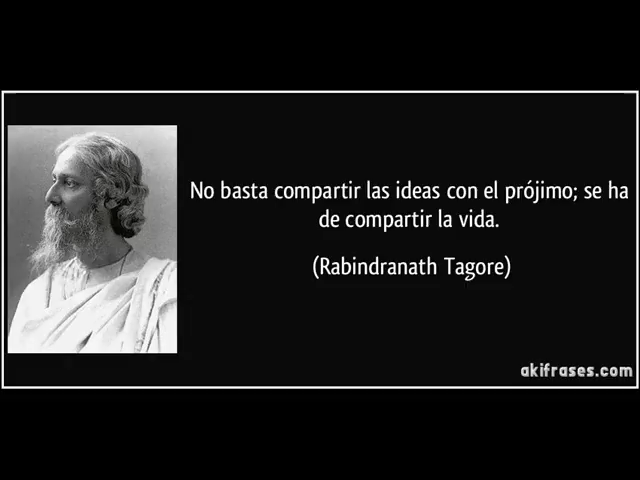 No basta compartir las ideas con el prójimo; se ha
de compartir la vida.
(Rabindranath Tagore)
akifrases.com